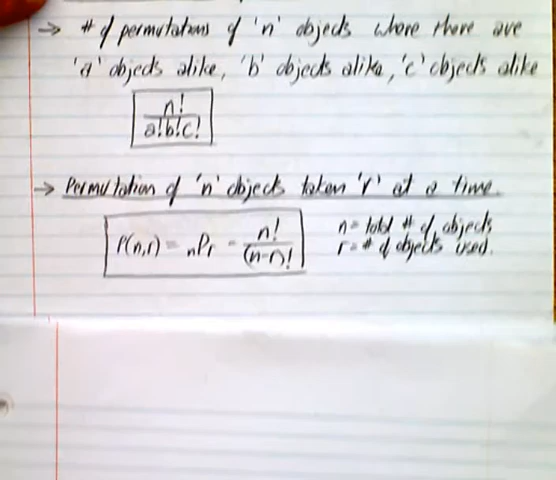 → # of permutations of 'n' objects where there are
'a' objects alike, 'b' objects alike, 'c' objects alike
n!
a!b!c!
→ Permutation of 'n' objects taken 'r' at a time.
P(n,r) = nPr = n!/(n-r)!
n = total # of objects
r = # of objects used.